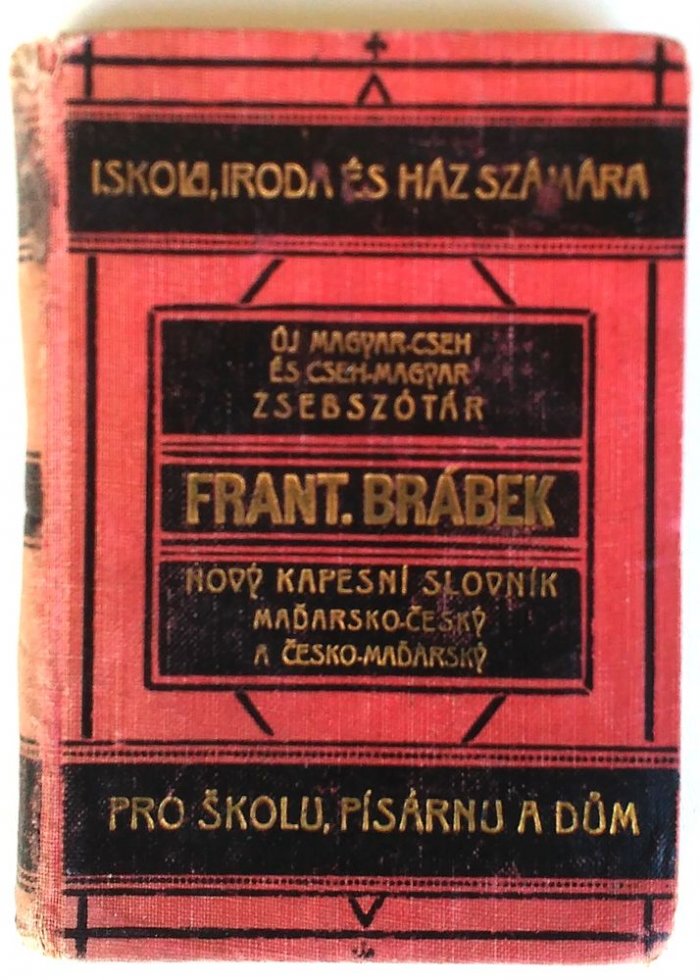 ISKOLA, IRODA ÉS HÁZ SZÁMÁRA
ÚJ MAGYAR-CSEH
ÉS CSEH-MAGYAR
ZSEBSZÓTÁR
FRANT. BRÁBEK
NOVÝ KAPESNÍ SLOVNÍK
MAĎARSKO-ČESKÝ
A ČESKO-MAĎARSKÝ
PRO ŠKOLU, PÍSÁRNU A DŮM